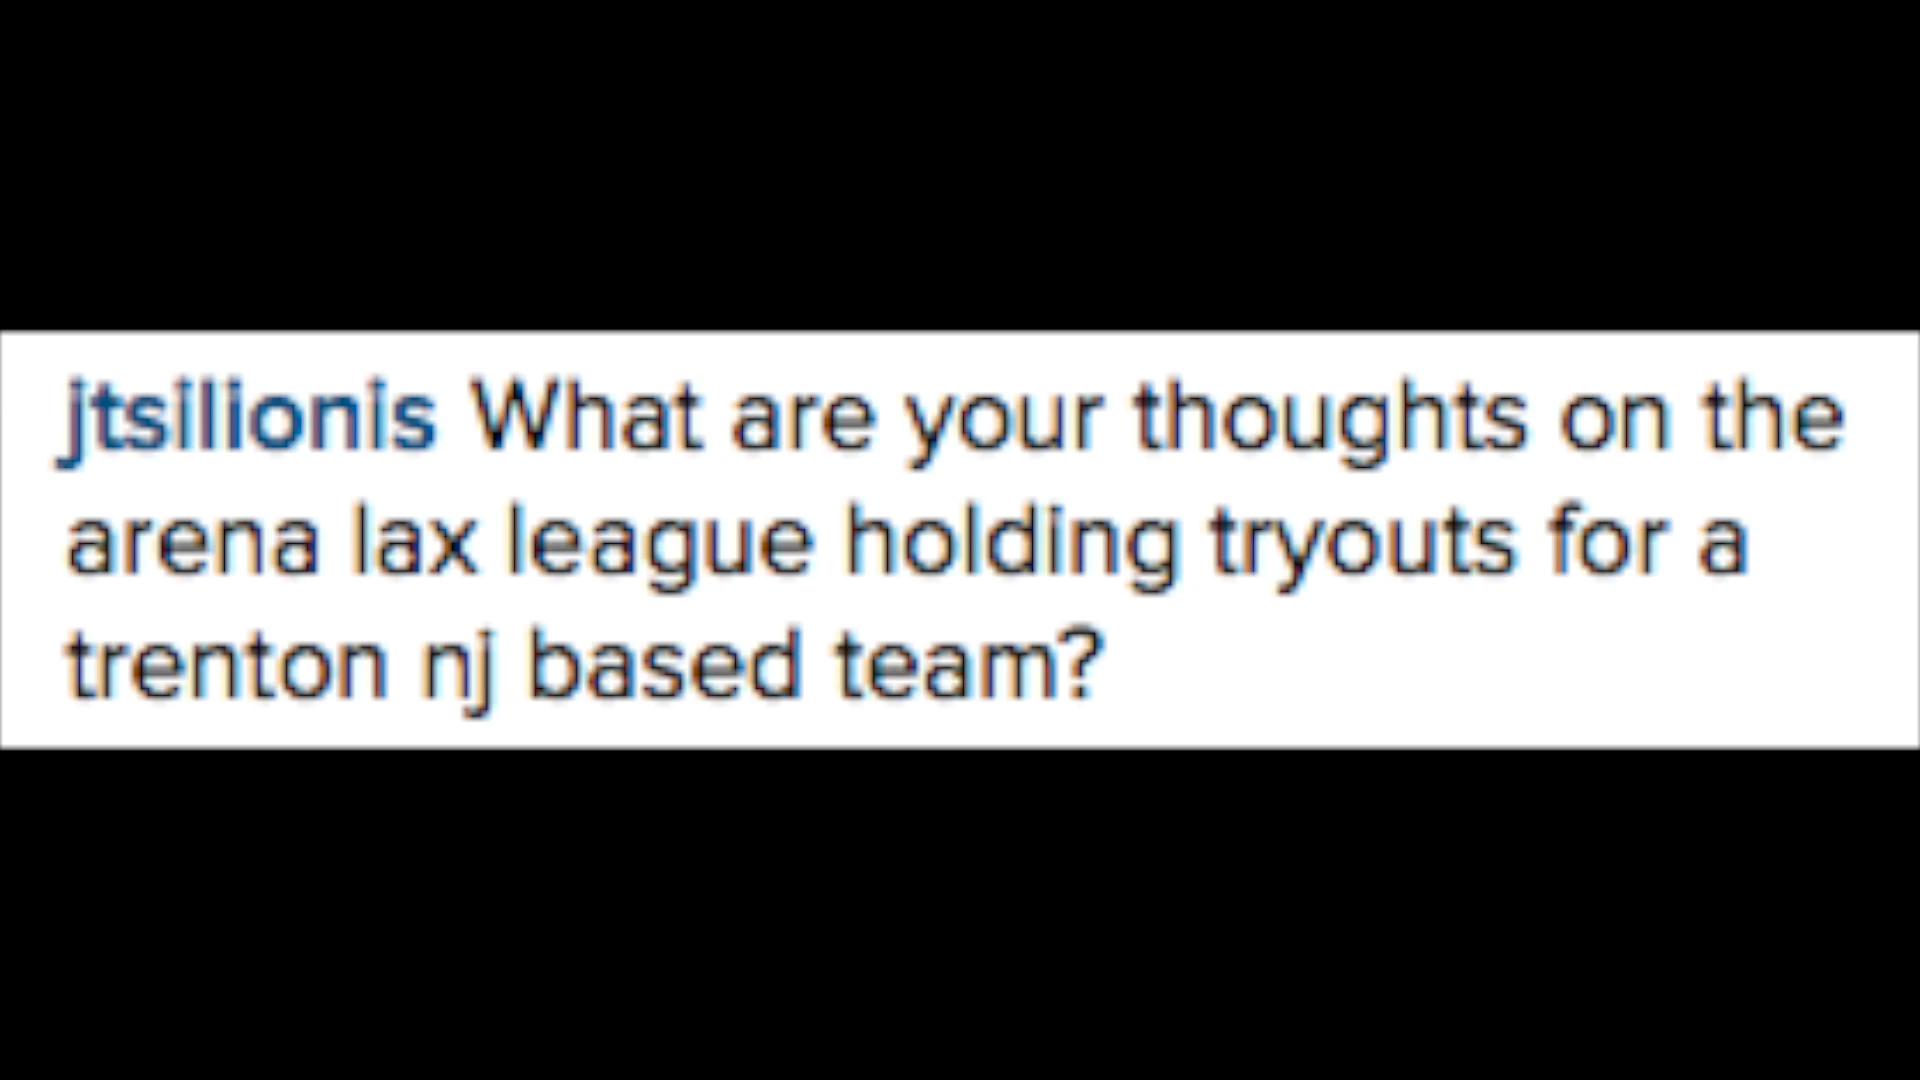 jtsilionis What are your thoughts on the
arena lax league holding tryouts for a
trenton nj based team?